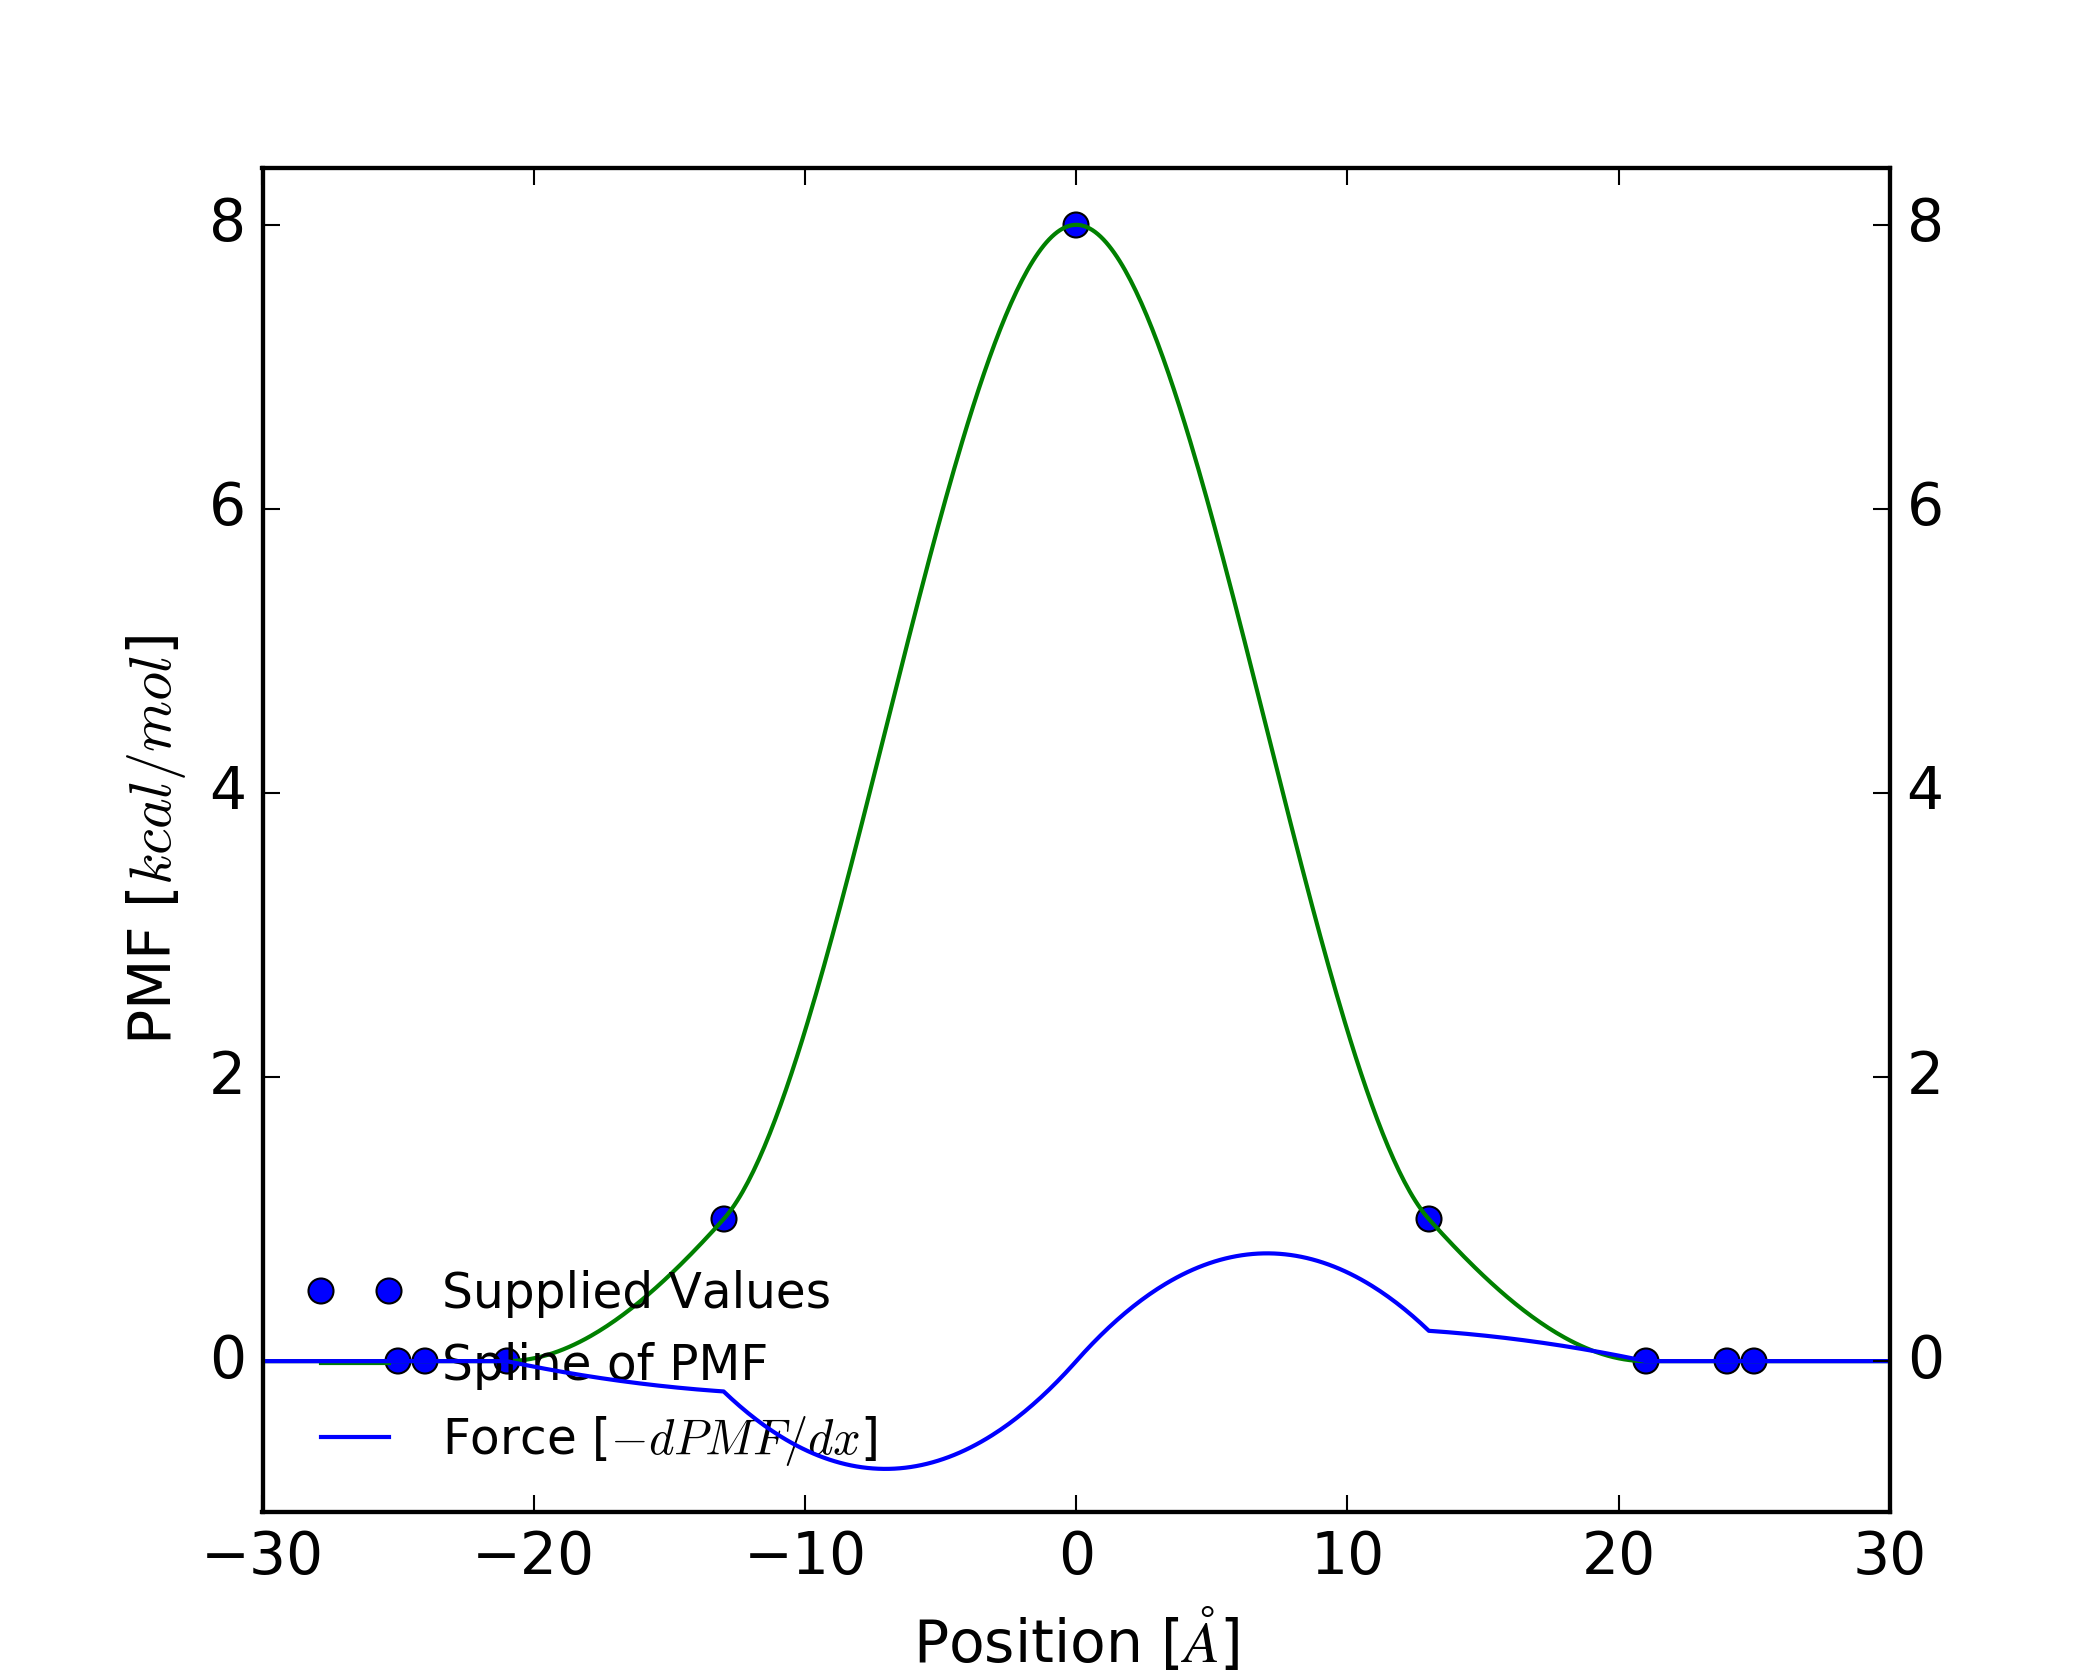 8
8
6
6
PMF [kcal/mol]
4
4
2
2
Supplied Values
0
Spline of PMF
0
Force [−dPMF/dx]
−30 −20 −10 0 10 20 30
Position [Å]